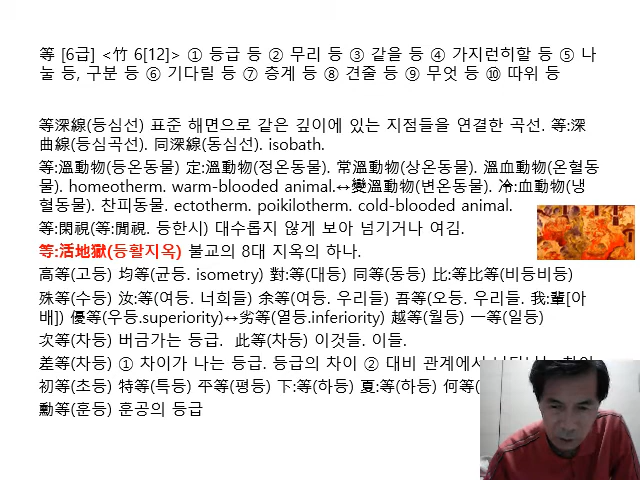 等 [6급] <竹 6[12]> ① 등급 등 ② 무리 등 ③ 같을 등 ④ 가지런히할 등 ⑤ 나
눌 등, 구분 등 ⑥ 기다릴 등 ⑦ 층계 등 ⑧ 견줄 등 ⑨ 무엇 등 ⑩ 따위 등
等深線(등심선) 표준 해면으로 같은 깊이에 있는 지점들을 연결한 곡선. 等:深
曲線(등심곡선). 同深線(동심선). isobath.
等:溫動物(등온동물) 定:溫動物(정온동물). 常溫動物(상온동물). 溫血動物(온혈동
물). homeotherm. warm-blooded animal.↔變溫動物(변온동물). 冷:血動物(냉
혈동물). 찬피동물. ectotherm. poikilotherm. cold-blooded animal.
等:閑視(等:閒視. 등한시) 대수롭지 않게 보아 넘기거나 여김.
等:活地獄(등활지옥) 불교의 8대 지옥의 하나.
高等(고등) 均等(균등. isometry) 對:等(대등) 同等(동등) 比:等比等(비등비등)
殊等(수등) 汝:等(여등. 너희들) 余等(여등. 우리들) 吾等(오등. 우리들. 我:輩[아
배]) 優等(우등.superiority)↔劣等(열등.inferiority) 越等(월등) 一等(일등)
次等(차등) 버금가는 등급. 此等(차등) 이것들. 이들.
差等(차등) ① 차이가 나는 등급. 등급의 차이 ② 대비 관계에서
初等(초등) 特等(특등) 平等(평등) 下:等(하등) 夏:等(하등) 何等(
勳等(훈등) 훈공의 등급